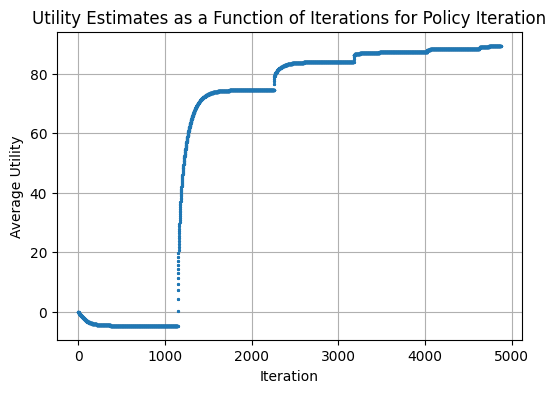 Utility Estimates as a Function of Iterations for Policy Iteration
Average Utility
80
60
40
20
0
0 1000 2000 3000 4000 5000
Iteration